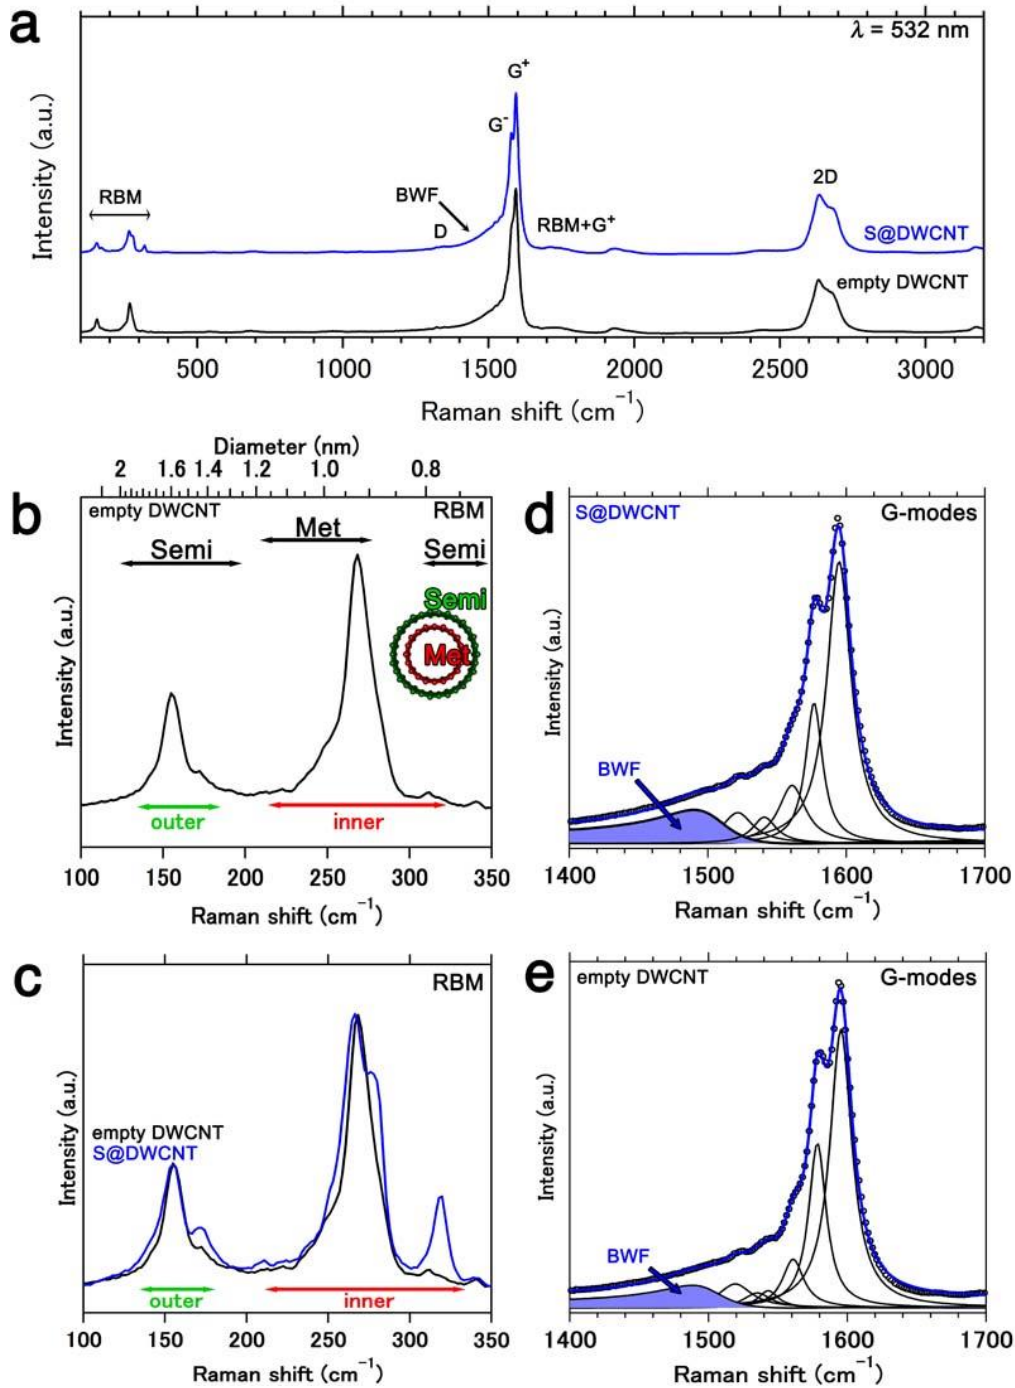 a
λ = 532 nm
G⁺
G⁻
RBM
BWF
D
RBM+G⁺
2D
S@DWCNT
empty DWCNT
Intensity (a.u.)
500 1000 1500 2000 2500 3000
Raman shift (cm⁻¹)
Diameter (nm)
2 1.6 1.4 1.2 1.0 0.8
b
empty DWCNT
RBM
Semi
Met
Semi
Semi
Met
outer
inner
Intensity (a.u.)
100 150 200 250 300 350
Raman shift (cm⁻¹)
d
S@DWCNT
G-modes
BWF
Intensity (a.u.)
1400 1500 1600 1700
Raman shift (cm⁻¹)
c
RBM
empty DWCNT
S@DWCNT
outer
inner
Intensity (a.u.)
100 150 200 250 300 350
Raman shift (cm⁻¹)
e
empty DWCNT
G-modes
BWF
Intensity (a.u.)
1400 1500 1600 1700
Raman shift (cm⁻¹)